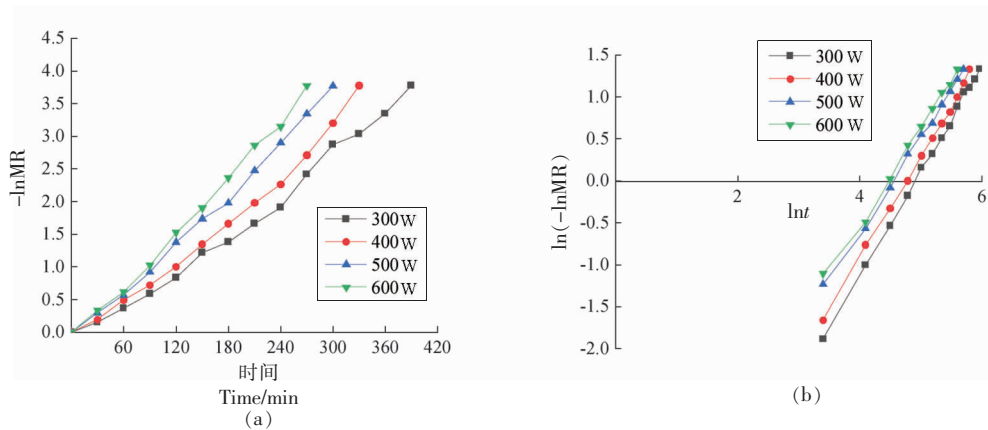 4.5
4.0
3.5
3.0
2.5
2.0
1.5
1.0
0.5
0.0
-lnMR
300W
400W
500W
600W
60 120 180 240 300 360 420
时间
Time/min
(a)
1.5
1.0
0.5
0.0
-0.5
-1.0
-1.5
-2.0
ln(-lnMR)
300 W
400 W
500 W
600 W
2 4 6
lnt
(b)